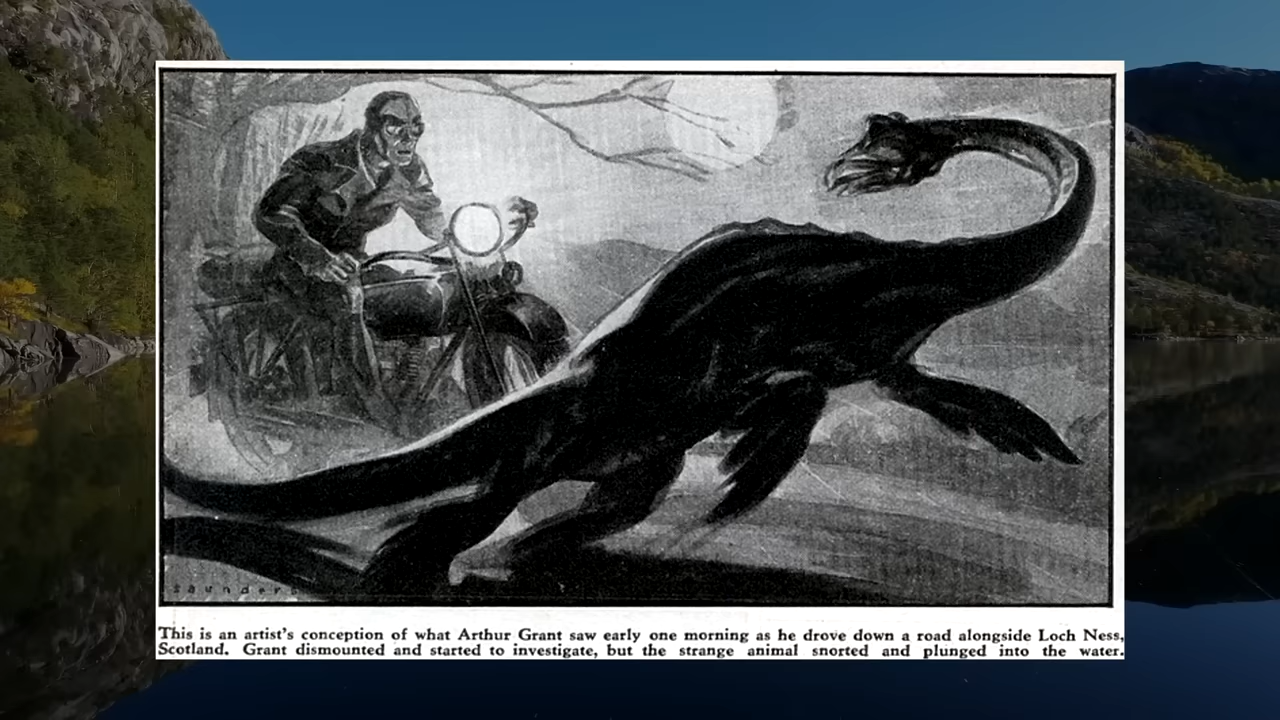 saunders
This is an artist's conception of what Arthur Grant saw early one morning as he drove down a road alongside Loch Ness,
Scotland. Grant dismounted and started to investigate, but the strange animal snorted and plunged into the water.